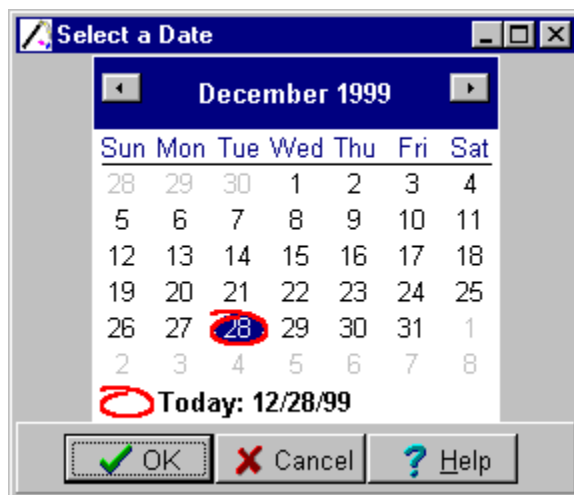 Select a Date
December 1999
Sun Mon Tue Wed Thu Fri Sat
28 29 30 1 2 3 4
5 6 7 8 9 10 11
12 13 14 15 16 17 18
19 20 21 22 23 24 25
26 27 28 29 30 31 1
2 3 4 5 6 7 8
Today: 12/28/99
OK Cancel Help